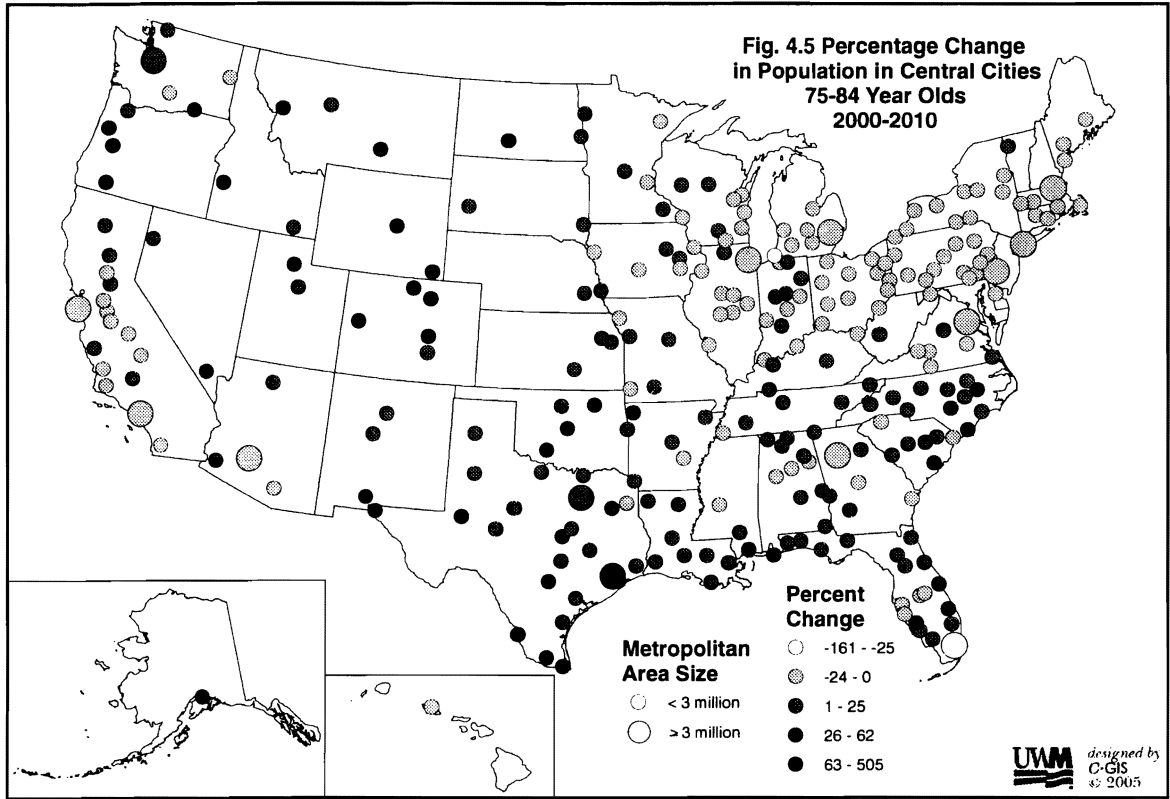 Fig. 4.5 Percentage Change
in Population in Central Cities
75-84 Year Olds
2000-2010
Metropolitan
Area Size
< 3 million
≥ 3 million
Percent
Change
-161 - -25
-24 - 0
1 - 25
26 - 62
63 - 505
UWM
designed by
C·GIS
© 2005